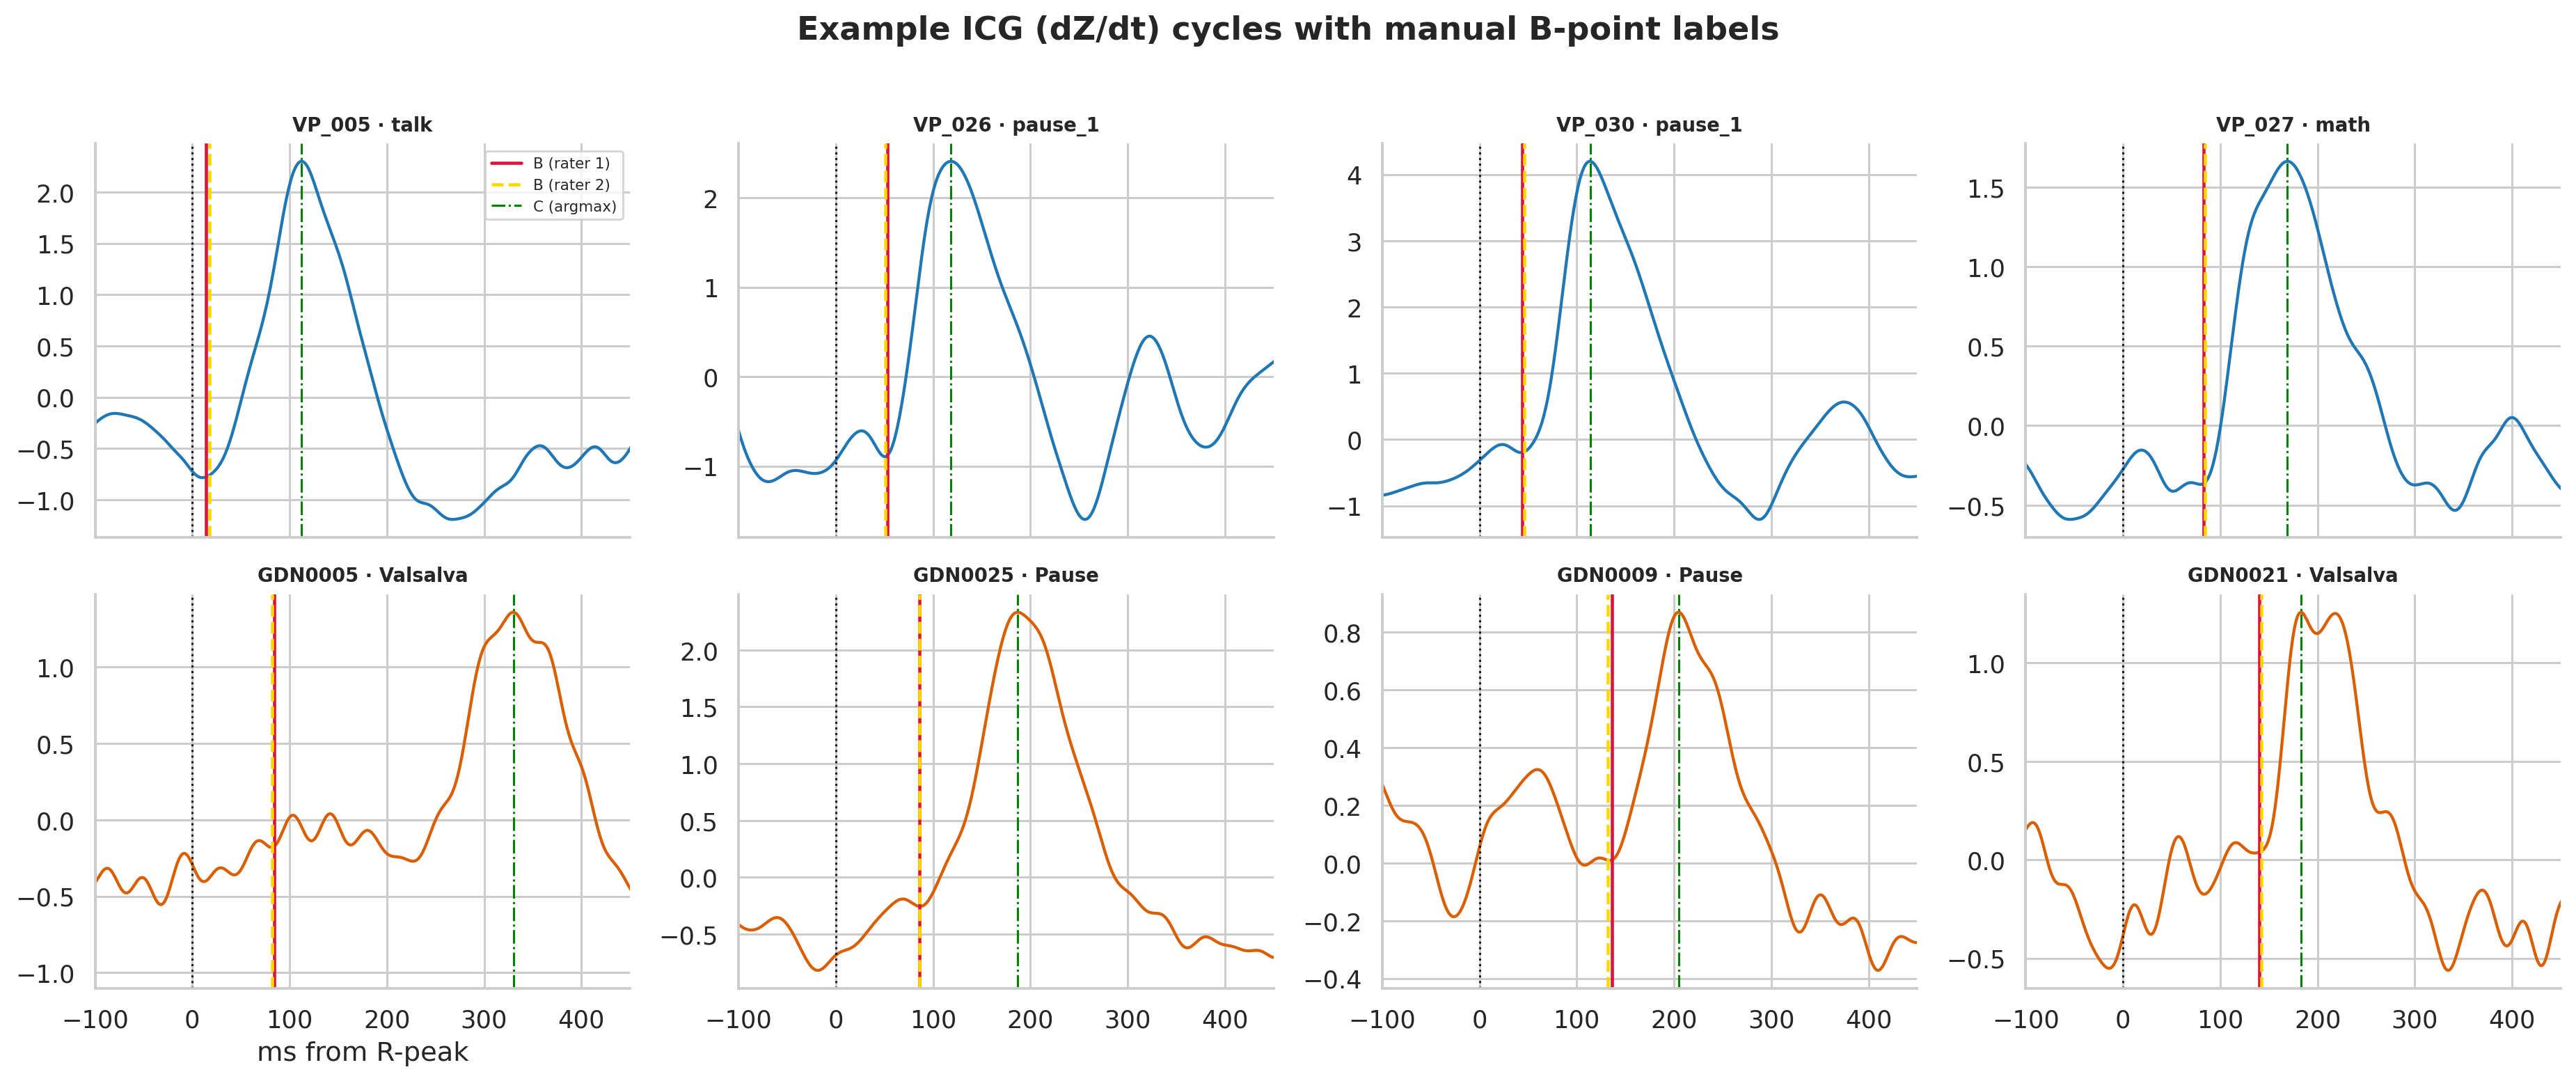 Example ICG (dZ/dt) cycles with manual B-point labels
VP_005 · talk
VP_026 · pause_1
VP_030 · pause_1
VP_027 · math
B (rater 1)
B (rater 2)
C (argmax)
2.0
1.5
1.0
0.5
0.0
−0.5
−1.0
2
1
0
−1
4
3
2
1
0
−1
1.5
1.0
0.5
0.0
−0.5
GDN0005 · Valsalva
GDN0025 · Pause
GDN0009 · Pause
GDN0021 · Valsalva
1.0
0.5
0.0
−0.5
−1.0
2.0
1.5
1.0
0.5
0.0
−0.5
0.8
0.6
0.4
0.2
0.0
−0.2
−0.4
1.0
0.5
0.0
−0.5
−100 0 100 200 300 400
−100 0 100 200 300 400
−100 0 100 200 300 400
−100 0 100 200 300 400
ms from R-peak